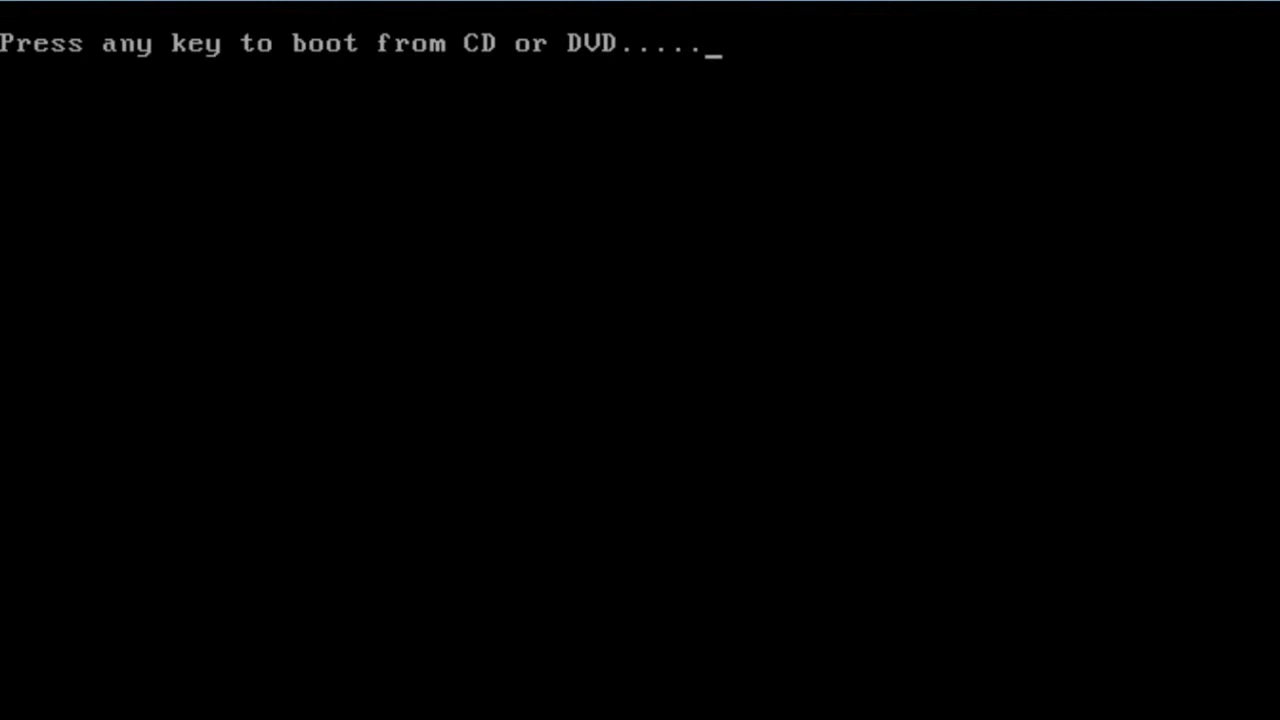 Press any key to boot from CD or DVD....._